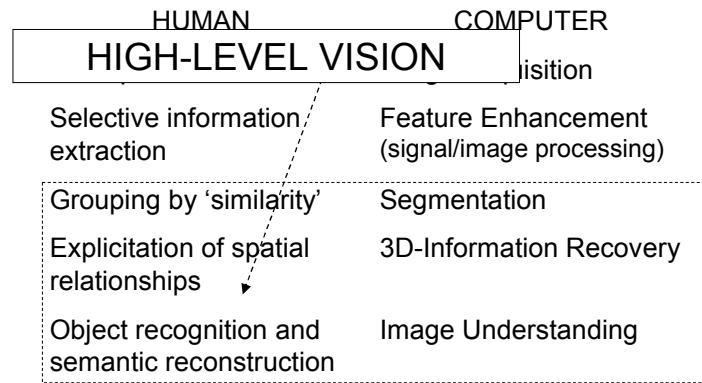 HUMAN COMPUTER
HIGH-LEVEL VISION
Selective information Feature Enhancement
extraction (signal/image processing)
Grouping by ‘similarity’ Segmentation
Explicitation of spatial 3D-Information Recovery
relationships
Object recognition and Image Understanding
semantic reconstruction